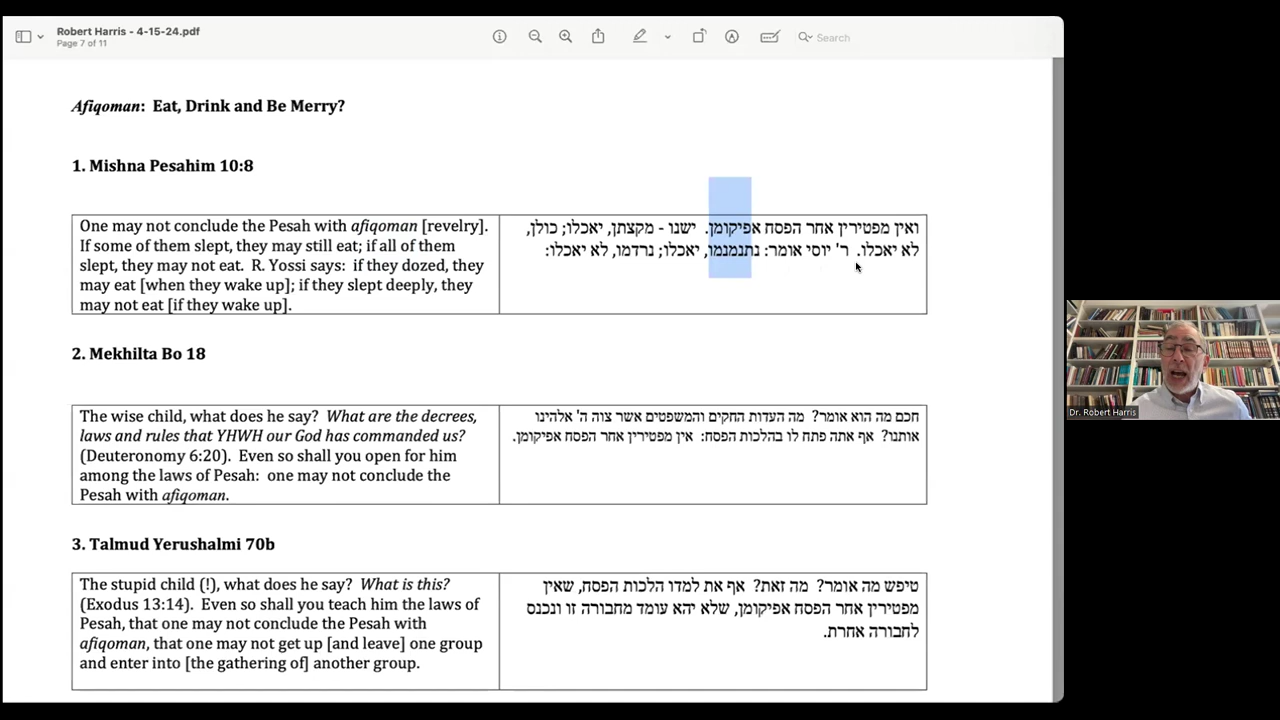 Robert Harris - 4-15-24.pdf
Page 7 of 11
Search
Afiqoman: Eat, Drink and Be Merry?
1. Mishna Pesahim 10:8
One may not conclude the Pesah with afiqoman [revelry].
If some of them slept, they may still eat; if all of them
slept, they may not eat. R. Yossi says: if they dozed, they
may eat [when they wake up]; if they slept deeply, they
may not eat [if they wake up].
ואין מפטירין אחר הפסח אפיקומן. ישנו - מקצתן, יאכלו; כולן,
לא יאכלו. ר' יוסי אומר: נתנמנמו, יאכלו; נרדמו, לא יאכלו:
2. Mekhilta Bo 18
The wise child, what does he say? What are the decrees,
laws and rules that YHWH our God has commanded us?
(Deuteronomy 6:20). Even so shall you open for him
among the laws of Pesah: one may not conclude the
Pesah with afiqoman.
חכם מה הוא אומר? מה העדות החקים והמשפטים אשר צוה ה' אלהינו
אותנו? אף אתה פתח לו בהלכות הפסח: אין מפטירין אחר הפסח אפיקומן.
3. Talmud Yerushalmi 70b
The stupid child (!), what does he say? What is this?
(Exodus 13:14). Even so shall you teach him the laws of
Pesah, that one may not conclude the Pesah with
afiqoman, that one may not get up [and leave] one group
and enter into [the gathering of] another group.
טיפש מה אומר? מה זאת? אף את למדו הלכות הפסח, שאין
מפטירין אחר הפסח אפיקומן, שלא יהא עומד מחבורה זו ונכנס
לחבורה אחרת.
Dr. Robert Harris